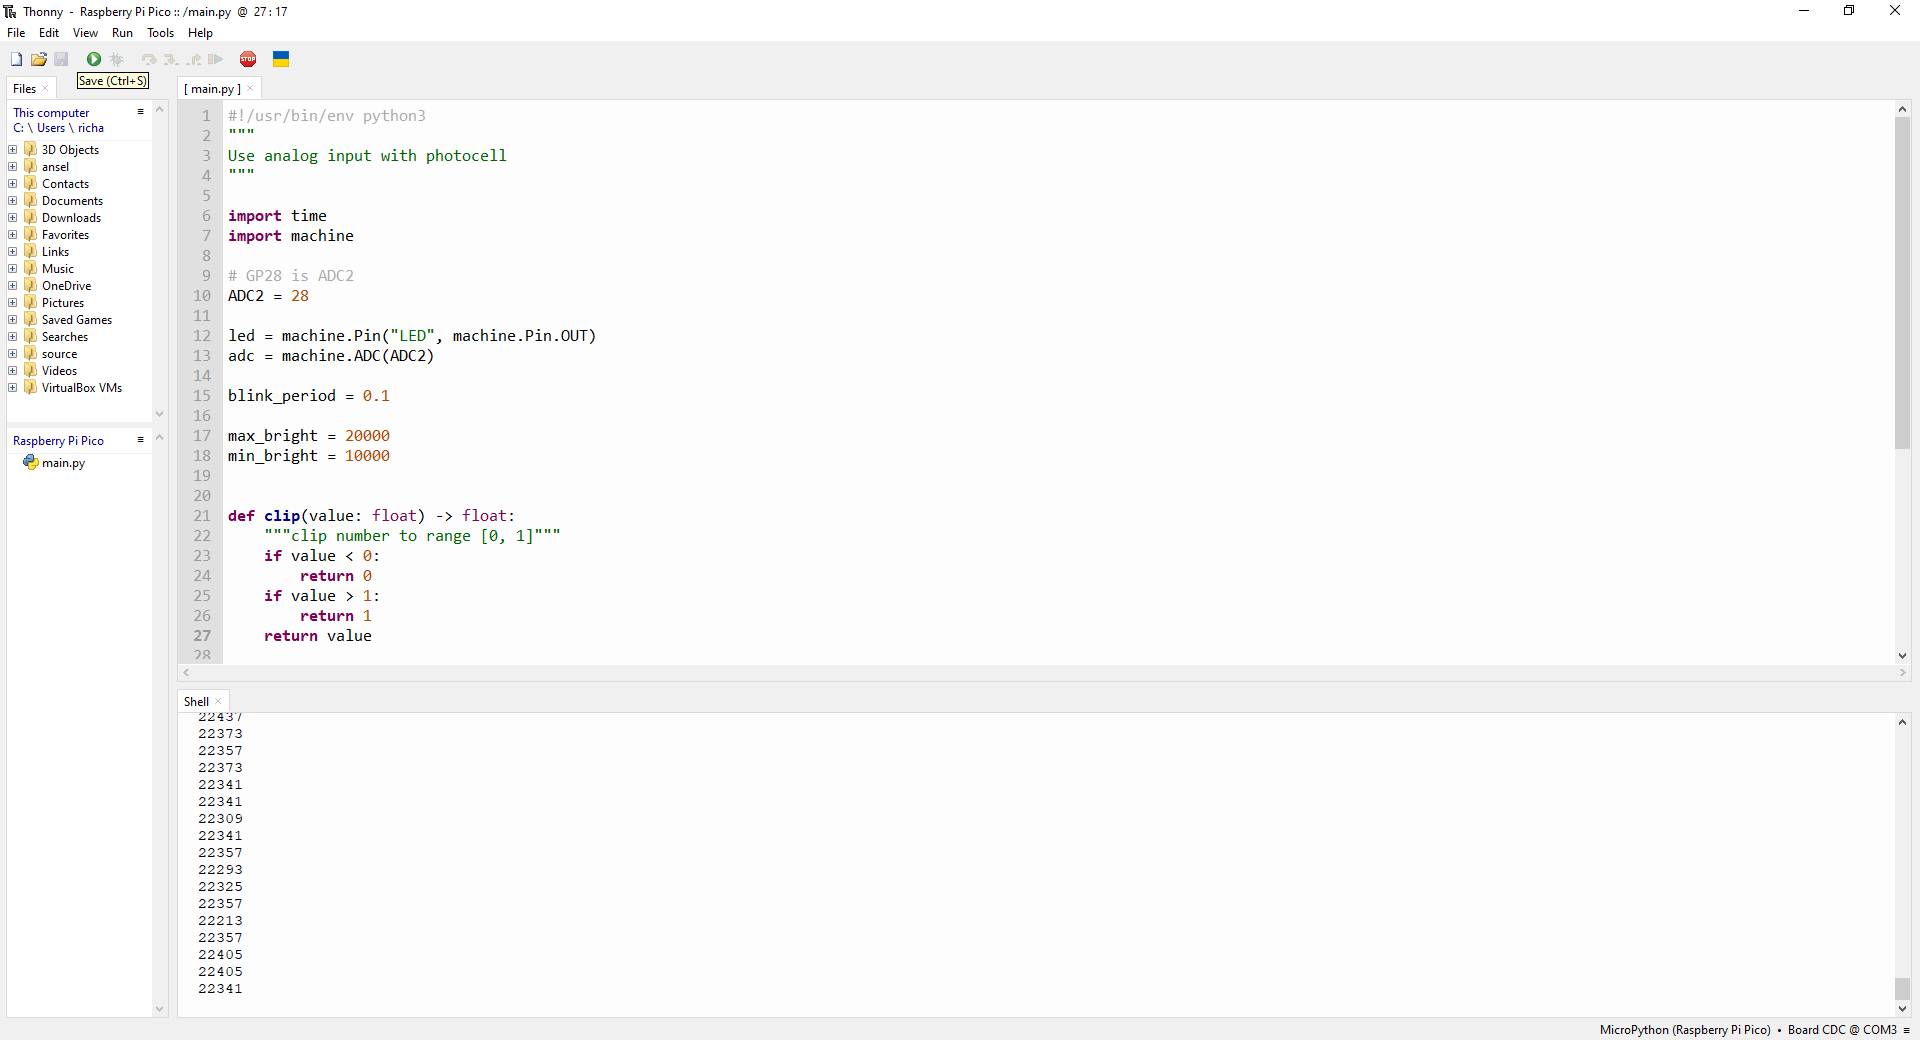 Thonny - Raspberry Pi Pico :: /main.py @ 27 : 17
File Edit View Run Tools Help
STOP
Save (Ctrl+S)
Files
This computer
C: \ Users \ richa
3D Objects
ansel
Contacts
Documents
Downloads
Favorites
Links
Music
OneDrive
Pictures
Saved Games
Searches
source
Videos
VirtualBox VMs
Raspberry Pi Pico
main.py
[ main.py ]
1 #!/usr/bin/env python3
2 """
3 Use analog input with photocell
4 """
5
6 import time
7 import machine
8
9 # GP28 is ADC2
10 ADC2 = 28
11
12 led = machine.Pin("LED", machine.Pin.OUT)
13 adc = machine.ADC(ADC2)
14
15 blink_period = 0.1
16
17 max_bright = 20000
18 min_bright = 10000
19
20
21 def clip(value: float) -> float:
22     """clip number to range [0, 1]"""
23     if value < 0:
24         return 0
25     if value > 1:
26         return 1
27     return value
28
Shell
22437
22373
22357
22373
22341
22341
22309
22341
22357
22293
22325
22357
22213
22357
22405
22405
22341
MicroPython (Raspberry Pi Pico) • Board CDC @ COM3 ≡